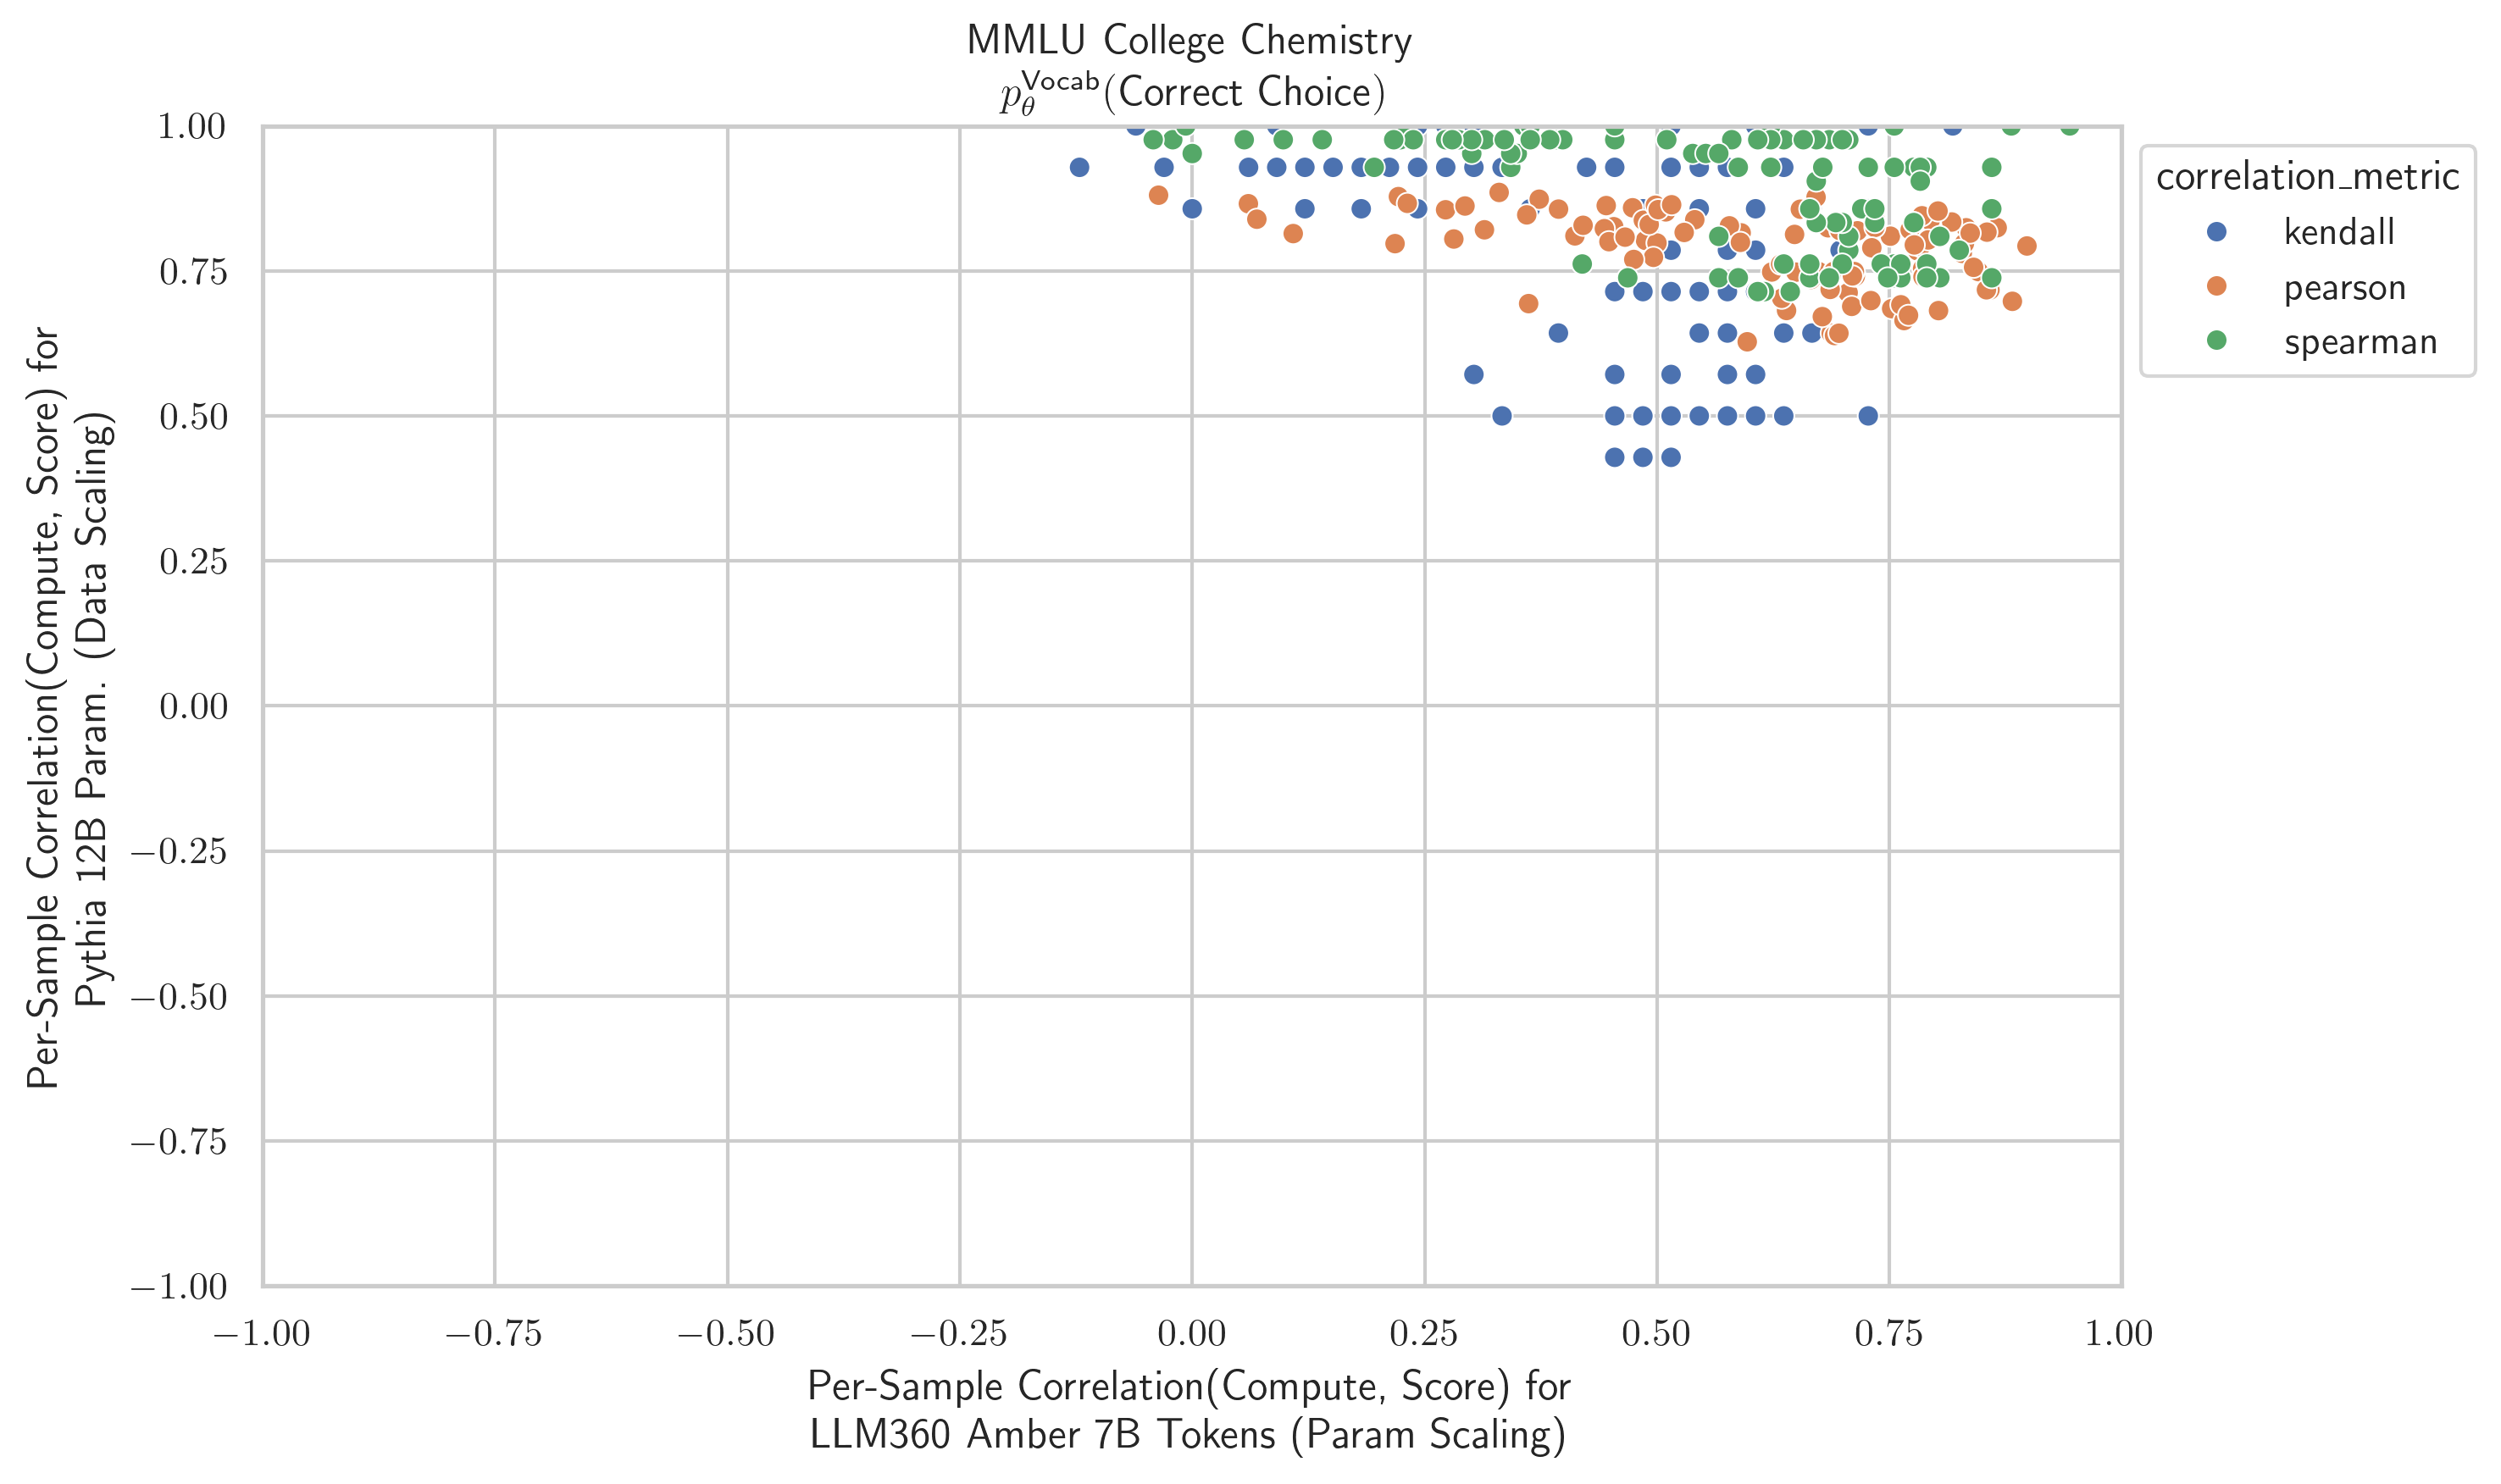 MMLU College Chemistry
p_θ^Vocab(Correct Choice)
1.00
0.75
0.50
0.25
0.00
−0.25
−0.50
−0.75
−1.00
Per-Sample Correlation(Compute, Score) for
Pythia 12B Param. (Data Scaling)
correlation_metric
kendall
pearson
spearman
−1.00 −0.75 −0.50 −0.25 0.00 0.25 0.50 0.75 1.00
Per-Sample Correlation(Compute, Score) for
LLM360 Amber 7B Tokens (Param Scaling)